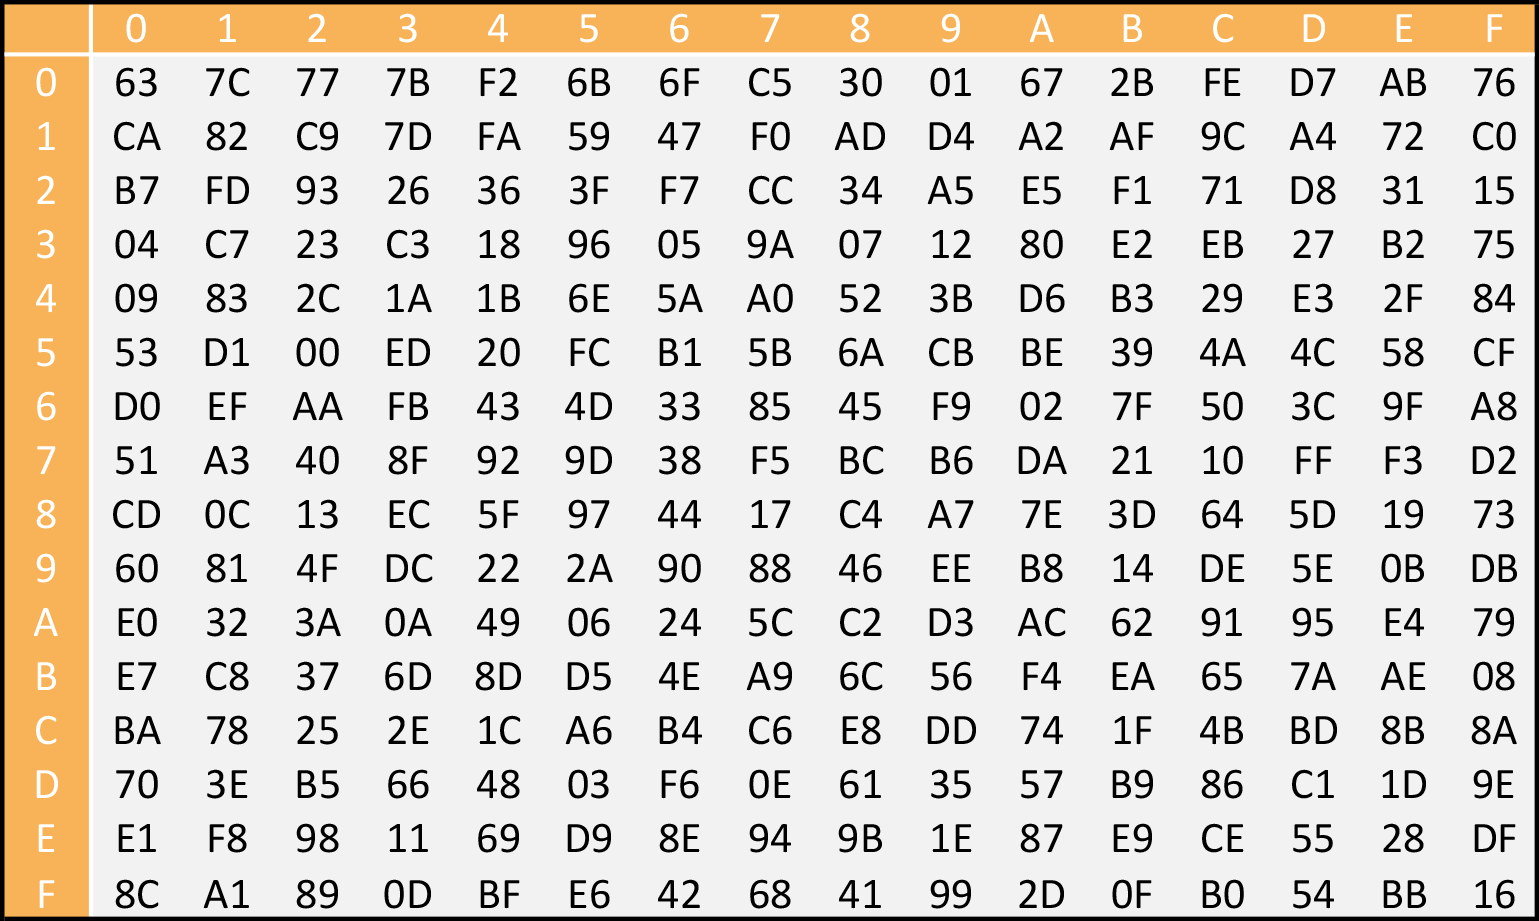 0 1 2 3 4 5 6 7 8 9 A B C D E F
0 63 7C 77 7B F2 6B 6F C5 30 01 67 2B FE D7 AB 76
1 CA 82 C9 7D FA 59 47 F0 AD D4 A2 AF 9C A4 72 C0
2 B7 FD 93 26 36 3F F7 CC 34 A5 E5 F1 71 D8 31 15
3 04 C7 23 C3 18 96 05 9A 07 12 80 E2 EB 27 B2 75
4 09 83 2C 1A 1B 6E 5A A0 52 3B D6 B3 29 E3 2F 84
5 53 D1 00 ED 20 FC B1 5B 6A CB BE 39 4A 4C 58 CF
6 D0 EF AA FB 43 4D 33 85 45 F9 02 7F 50 3C 9F A8
7 51 A3 40 8F 92 9D 38 F5 BC B6 DA 21 10 FF F3 D2
8 CD 0C 13 EC 5F 97 44 17 C4 A7 7E 3D 64 5D 19 73
9 60 81 4F DC 22 2A 90 88 46 EE B8 14 DE 5E 0B DB
A E0 32 3A 0A 49 06 24 5C C2 D3 AC 62 91 95 E4 79
B E7 C8 37 6D 8D D5 4E A9 6C 56 F4 EA 65 7A AE 08
C BA 78 25 2E 1C A6 B4 C6 E8 DD 74 1F 4B BD 8B 8A
D 70 3E B5 66 48 03 F6 0E 61 35 57 B9 86 C1 1D 9E
E E1 F8 98 11 69 D9 8E 94 9B 1E 87 E9 CE 55 28 DF
F 8C A1 89 0D BF E6 42 68 41 99 2D 0F B0 54 BB 16